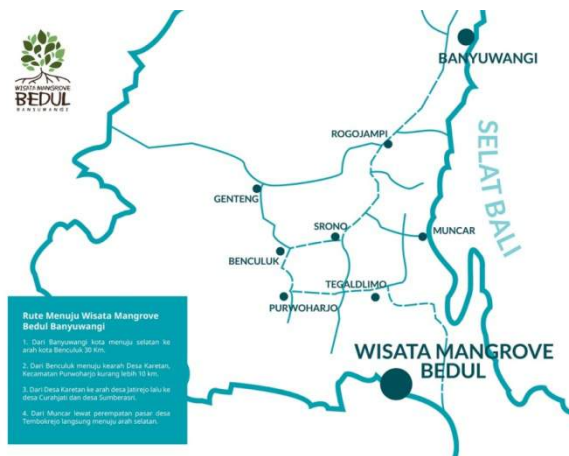 WISATA MANGROVE
BEDUL
BANYUWANGI
BANYUWANGI
SELAT BALI
ROGOJAMPI
GENTENG
SRONO
MUNCAR
BENCULUK
TEGALDLIMO
PURWOHARJO
WISATA MANGROVE
BEDUL
Rute Menuju Wisata Mangrove
Bedul Banyuwangi
1. Dari Banyuwangi kota menuju selatan ke
arah kota Benculuk 30 Km.
2. Dari Benculuk menuju kearah Desa Karetan,
Kecamatan Purwoharjo kurang lebih 10 km.
3. Dari Desa Karetan ke arah desa Jatirejo lalu ke
desa Curahjati dan desa Sumberasri.
4. Dari Muncar lewat perempatan pasar desa
Tembokrejo langsung menuju arah selatan.